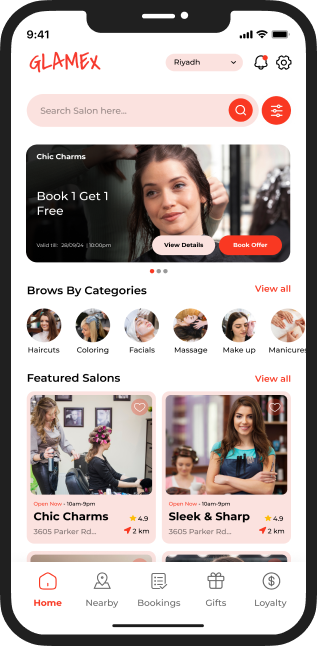 9:41
GLAMEX
Riyadh
Search Salon here...
Chic Charms
Book 1 Get 1
Free
Valid till: 28/09/24 | 10:00pm
View Details
Book Offer
Brows By Categories
View all
Haircuts
Coloring
Facials
Massage
Make up
Manicures
Featured Salons
View all
Open Now • 10am-9pm
Chic Charms
4.9
3605 Parker Rd...
2 km
Open Now • 10am-9pm
Sleek & Sharp
4.9
3605 Parker Rd...
2 km
Home
Nearby
Bookings
Gifts
Loyalty